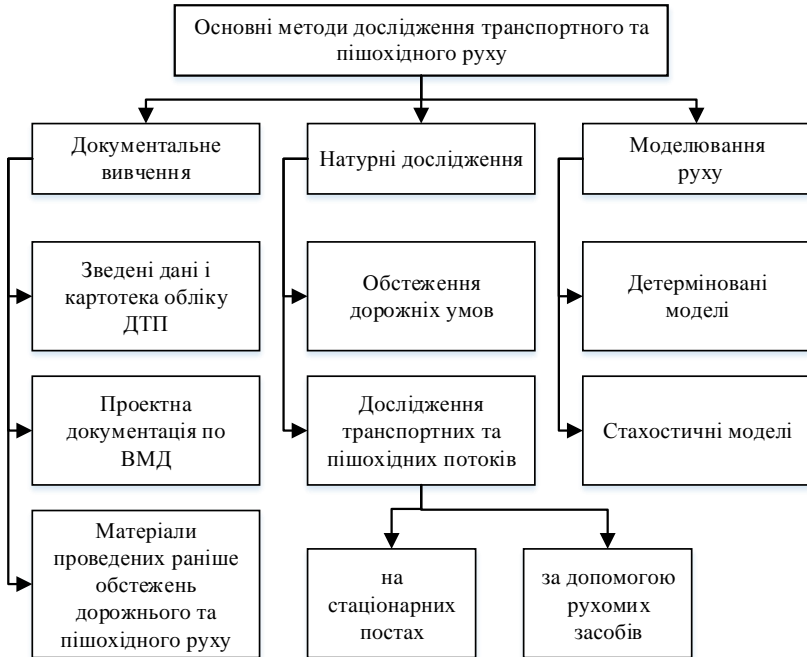 Основні методи дослідження транспортного та
пішохідного руху
Документальне
вивчення
Натурні дослідження
Моделювання
руху
Зведені дані і
картотека обліку
ДТП
Обстеження
дорожніх умов
Детерміновані
моделі
Проектна
документація по
ВМД
Дослідження
транспортних та
пішохідних потоків
Стахостичні моделі
Матеріали
проведених раніше
обстежень
дорожнього та
пішохідного руху
на
стаціонарних
постах
за допомогою
рухомих
засобів